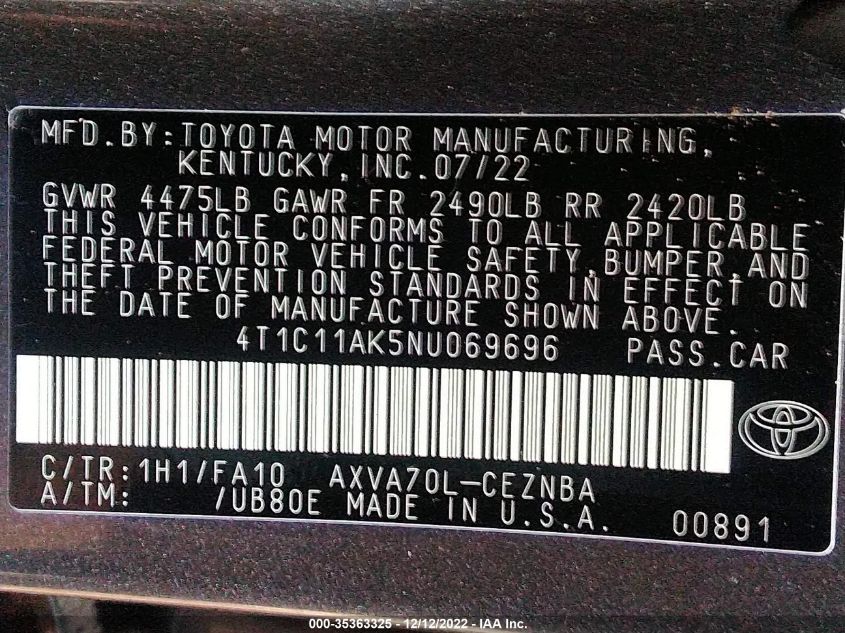 MFD. BY: TOYOTA MOTOR MANUFACTURING,
KENTUCKY, INC. 07/22
GVWR 4475LB GAWR FR 2490LB RR 2420LB
THIS VEHICLE CONFORMS TO ALL APPLICABLE
FEDERAL MOTOR VEHICLE SAFETY, BUMPER, AND
THEFT PREVENTION STANDARDS IN EFFECT ON
THE DATE OF MANUFACTURE SHOWN ABOVE.
4T1C11AK5NU069696 PASS. CAR
C/TR: 1H1/FA10 AXVA70L-CEZNBA
A/TM: /UB80E MADE IN U.S.A. 00891
000-35363325 - 12/12/2022 - IAA Inc.